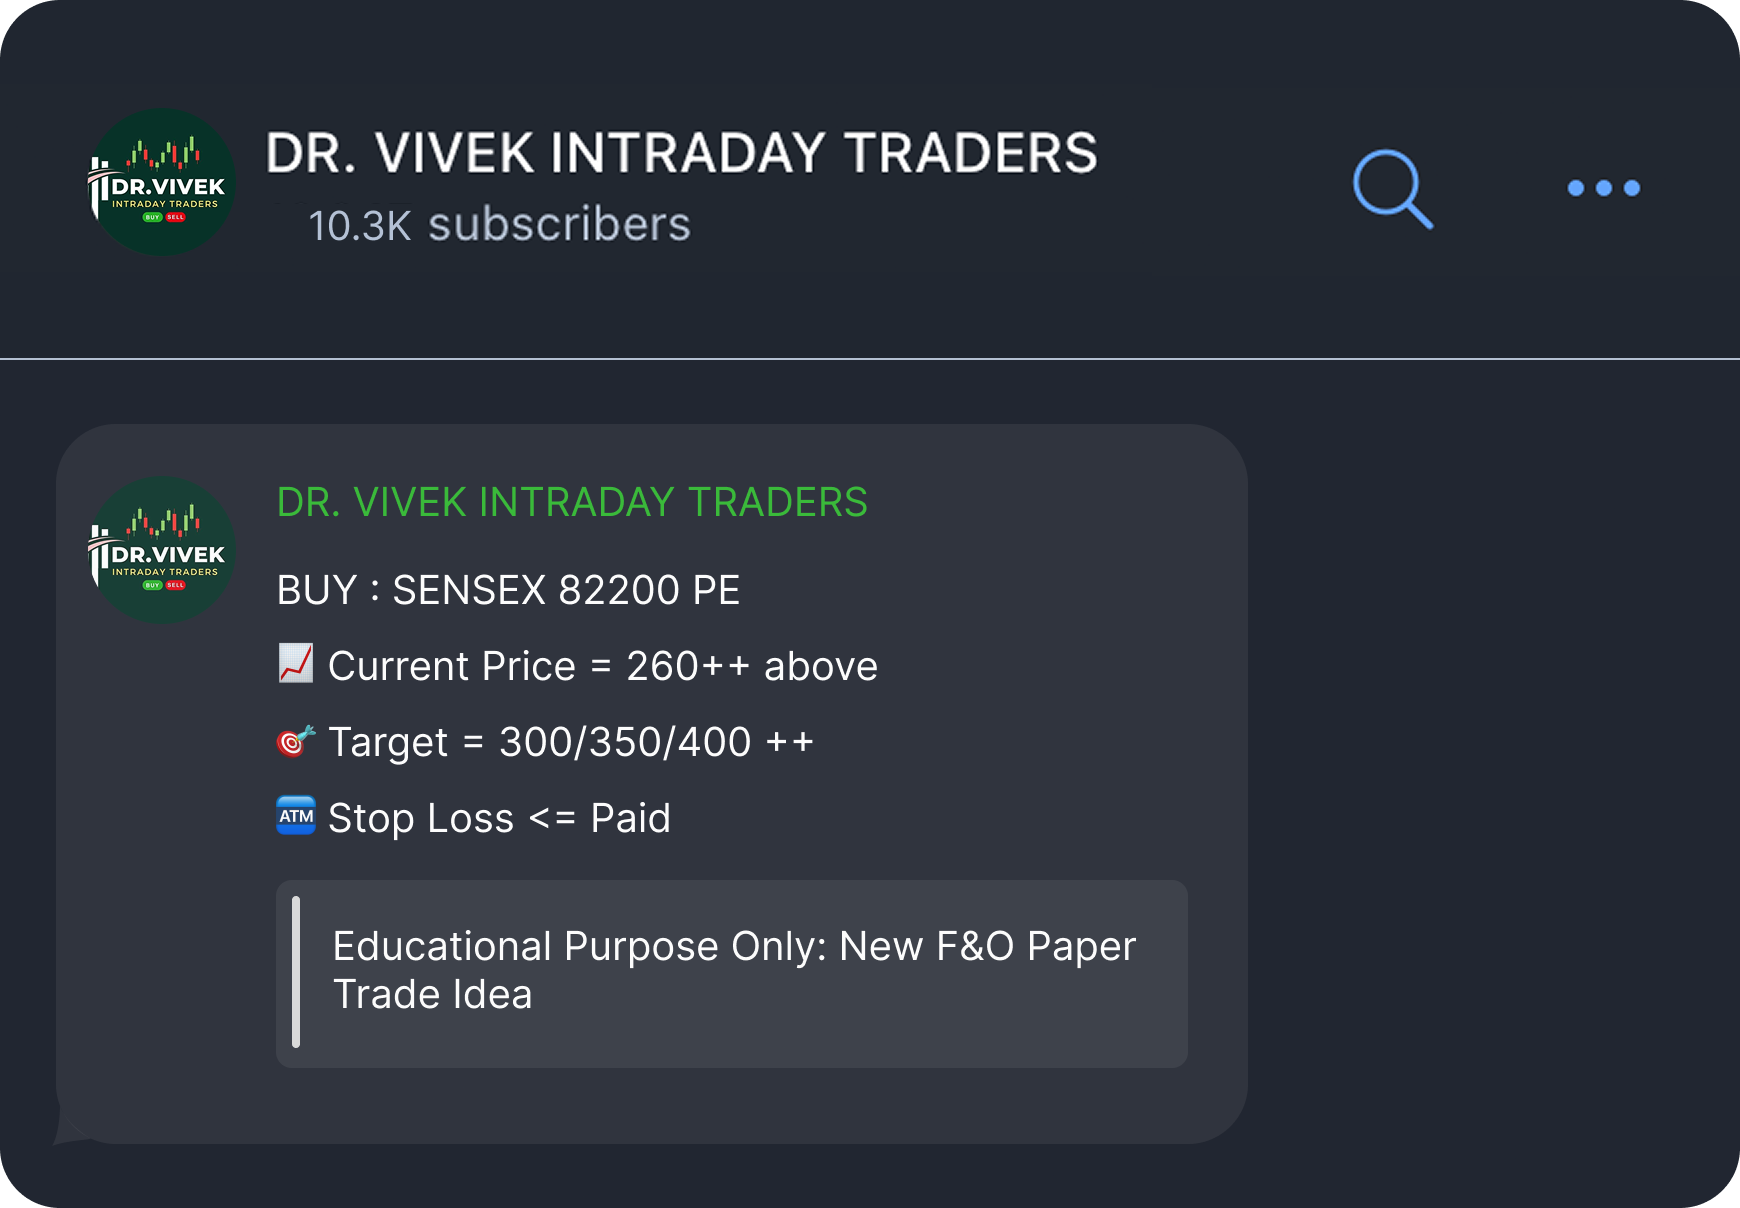 DR.VIVEK
INTRADAY TRADERS
BUY SELL
DR. VIVEK INTRADAY TRADERS
10.3K subscribers
DR.VIVEK
INTRADAY TRADERS
BUY SELL
DR. VIVEK INTRADAY TRADERS
BUY : SENSEX 82200 PE
📈 Current Price = 260++ above
🎯 Target = 300/350/400 ++
🏧 Stop Loss <= Paid
Educational Purpose Only: New F&O Paper
Trade Idea